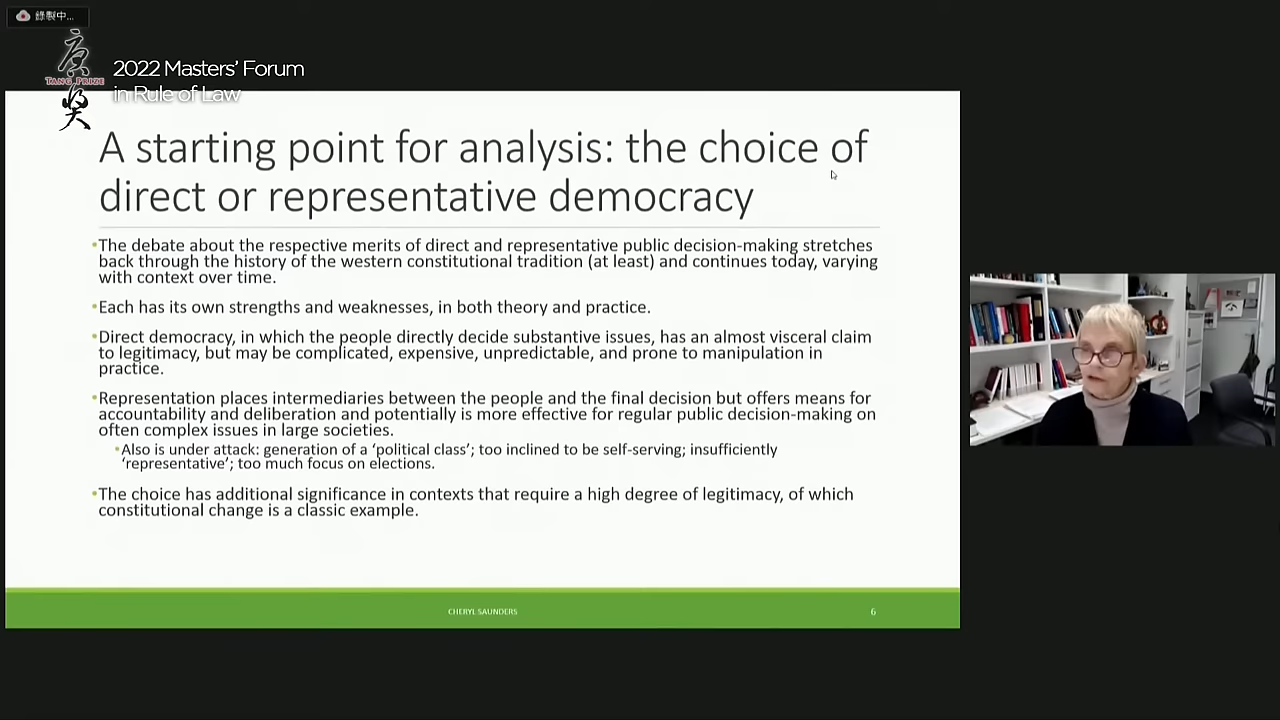 錄製中...
唐
TANG PRIZE
奖
2022 Masters' Forum
in Rule of Law
A starting point for analysis: the choice of
direct or representative democracy
•The debate about the respective merits of direct and representative public decision-making stretches
back through the history of the western constitutional tradition (at least) and continues today, varying
with context over time.
•Each has its own strengths and weaknesses, in both theory and practice.
•Direct democracy, in which the people directly decide substantive issues, has an almost visceral claim
to legitimacy, but may be complicated, expensive, unpredictable, and prone to manipulation in
practice.
•Representation places intermediaries between the people and the final decision but offers means for
accountability and deliberation and potentially is more effective for regular public decision-making on
often complex issues in large societies.
•Also is under attack: generation of a ‘political class’; too inclined to be self-serving; insufficiently
‘representative’; too much focus on elections.
•The choice has additional significance in contexts that require a high degree of legitimacy, of which
constitutional change is a classic example.
CHERYL SAUNDERS
6